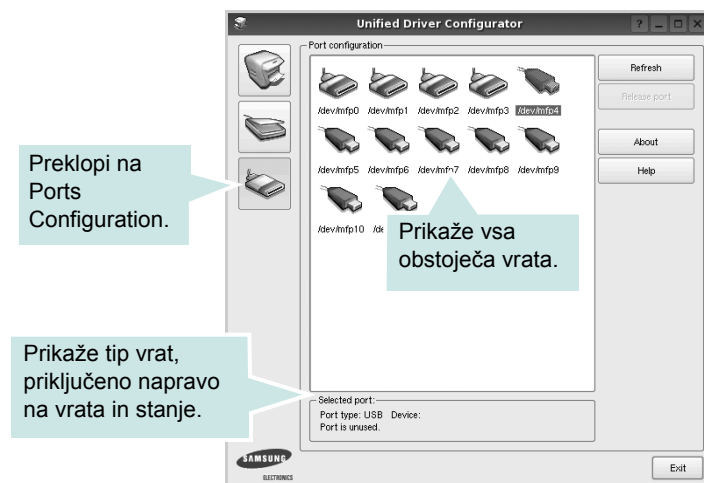 Unified Driver Configurator
Port configuration
/dev/mfp0 /dev/mfp1 /dev/mfp2 /dev/mfp3 /dev/mfp4
/dev/mfp5 /dev/mfp6 /dev/mfp7 /dev/mfp8 /dev/mfp9
/dev/mfp10
Refresh
Release port
About
Help
Preklopi na
Ports
Configuration.
Prikaže vsa
obstoječa vrata.
Prikaže tip vrat,
priključeno napravo
na vrata in stanje.
Selected port:
Port type: USB Device:
Port is unused.
SAMSUNG
ELECTRONICS
Exit